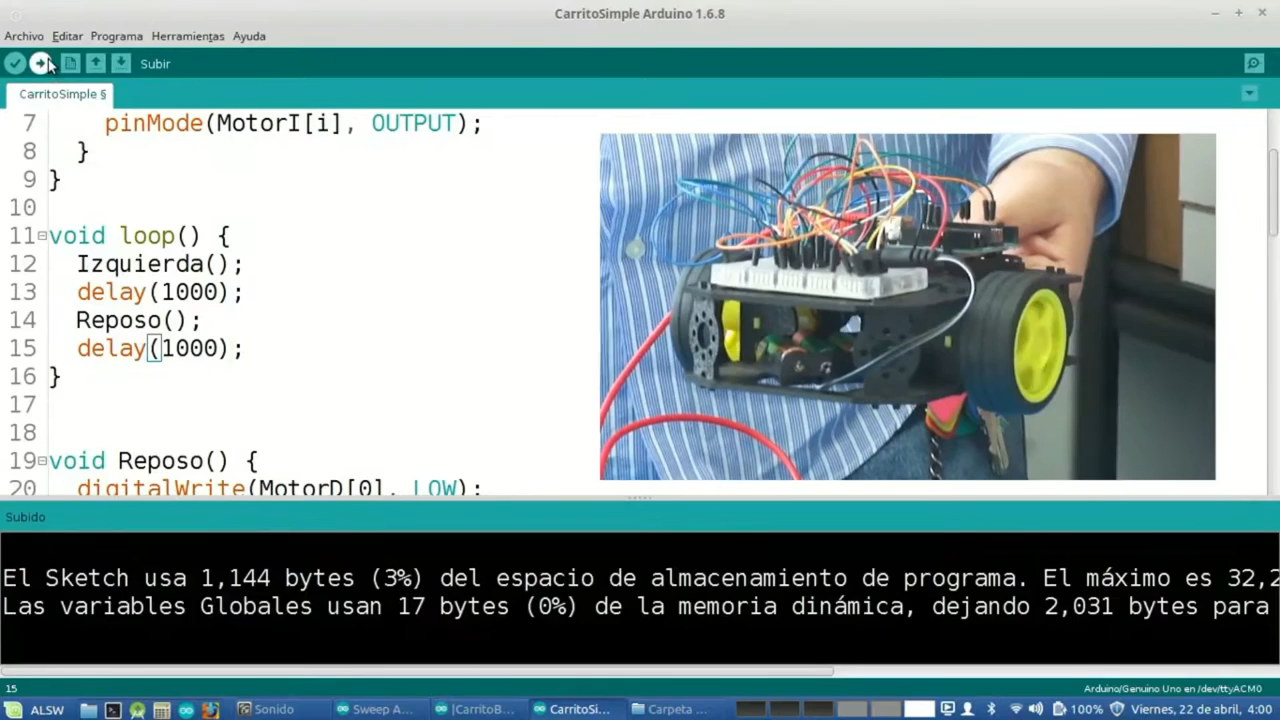 CarritoSimple Arduino 1.6.8
Archivo Editar Programa Herramientas Ayuda
Subir
CarritoSimple §
7 pinMode(MotorI[i], OUTPUT);
8 }
9 }
10
11 void loop() {
12 Izquierda();
13 delay(1000);
14 Reposo();
15 delay(1000);
16 }
17
18
19 void Reposo() {
20 digitalWrite(MotorD[0], LOW);
Subido
El Sketch usa 1,144 bytes (3%) del espacio de almacenamiento de programa. El máximo es 32,2
Las variables Globales usan 17 bytes (0%) de la memoria dinámica, dejando 2,031 bytes para
15 Arduino/Genuino Uno en /dev/ttyACM0
ALSW Sonido Sweep A... |CarritoB... CarritoSi... Carpeta ... 100% Viernes, 22 de abril, 4:00